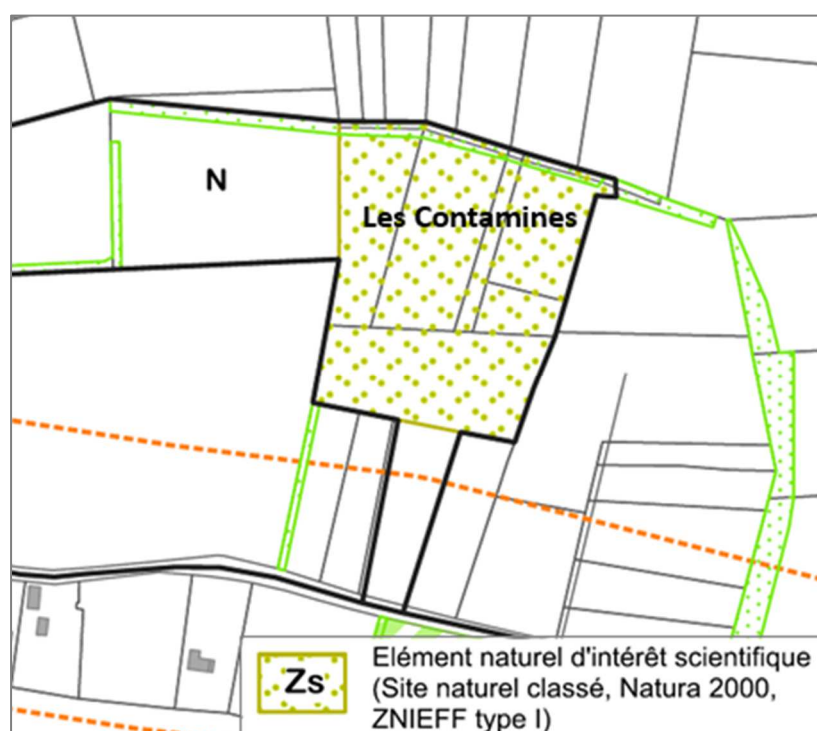 N
Les Contamines
Zs
Elément naturel d'intérêt scientifique
(Site naturel classé, Natura 2000,
ZNIEFF type I)